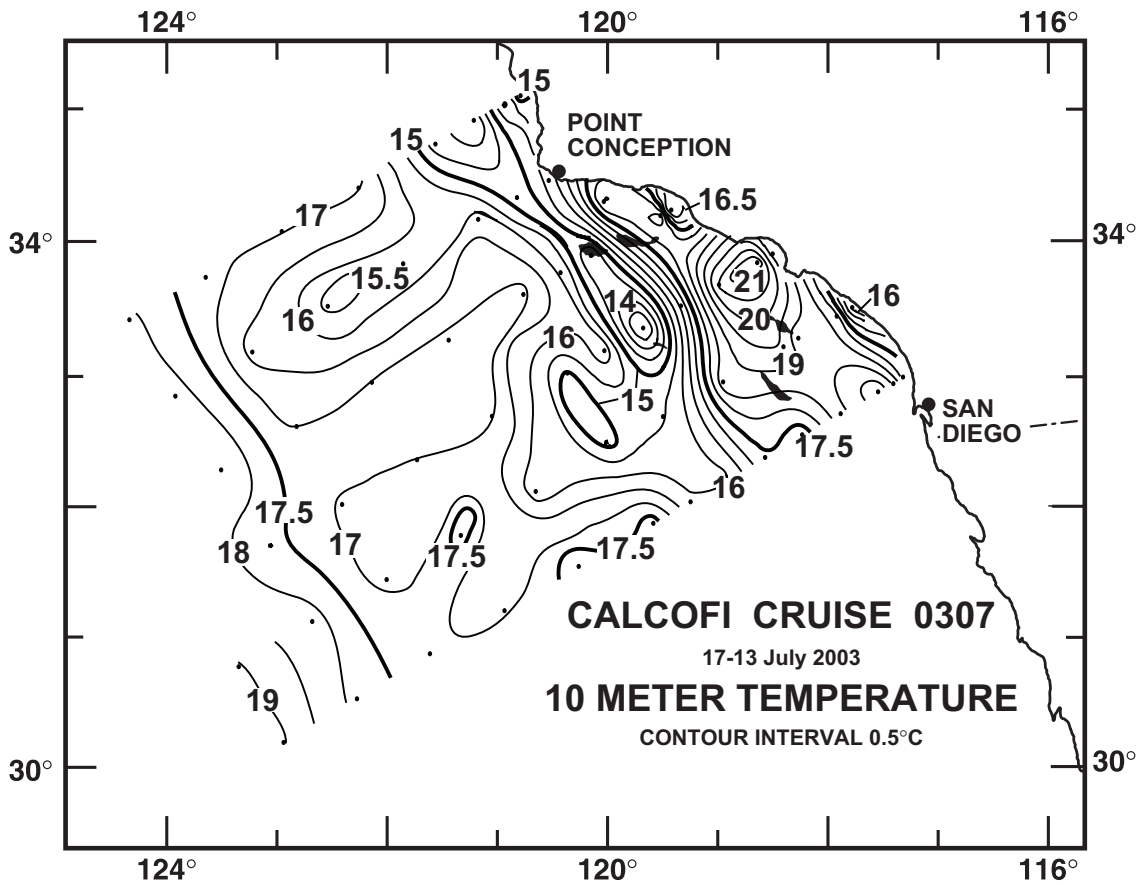 124° 120° 116°
15
POINT
CONCEPTION
15
16.5
17
34° 34°
15.5
21
14
16
16
20
16
19
15
SAN
DIEGO
17.5
16
17.5
17
18
17.5
17.5
CALCOFI CRUISE 0307
17-13 July 2003
19
10 METER TEMPERATURE
CONTOUR INTERVAL 0.5°C
30° 30°
124° 120° 116°